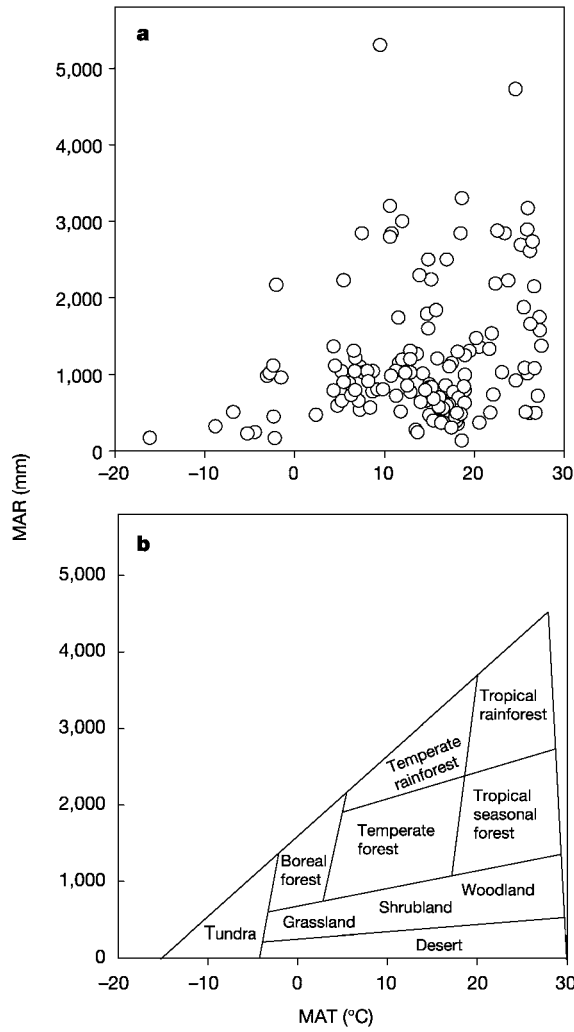 a
5,000
4,000
3,000
2,000
1,000
0
–20
–10
0
10
20
30
MAR (mm)
b
5,000
4,000
3,000
2,000
1,000
0
Tropical
rainforest
Temperate
rainforest
Tropical
seasonal
forest
Temperate
forest
Boreal
forest
Woodland
Shrubland
Grassland
Tundra
Desert
–20
–10
0
10
20
30
MAT (°C)